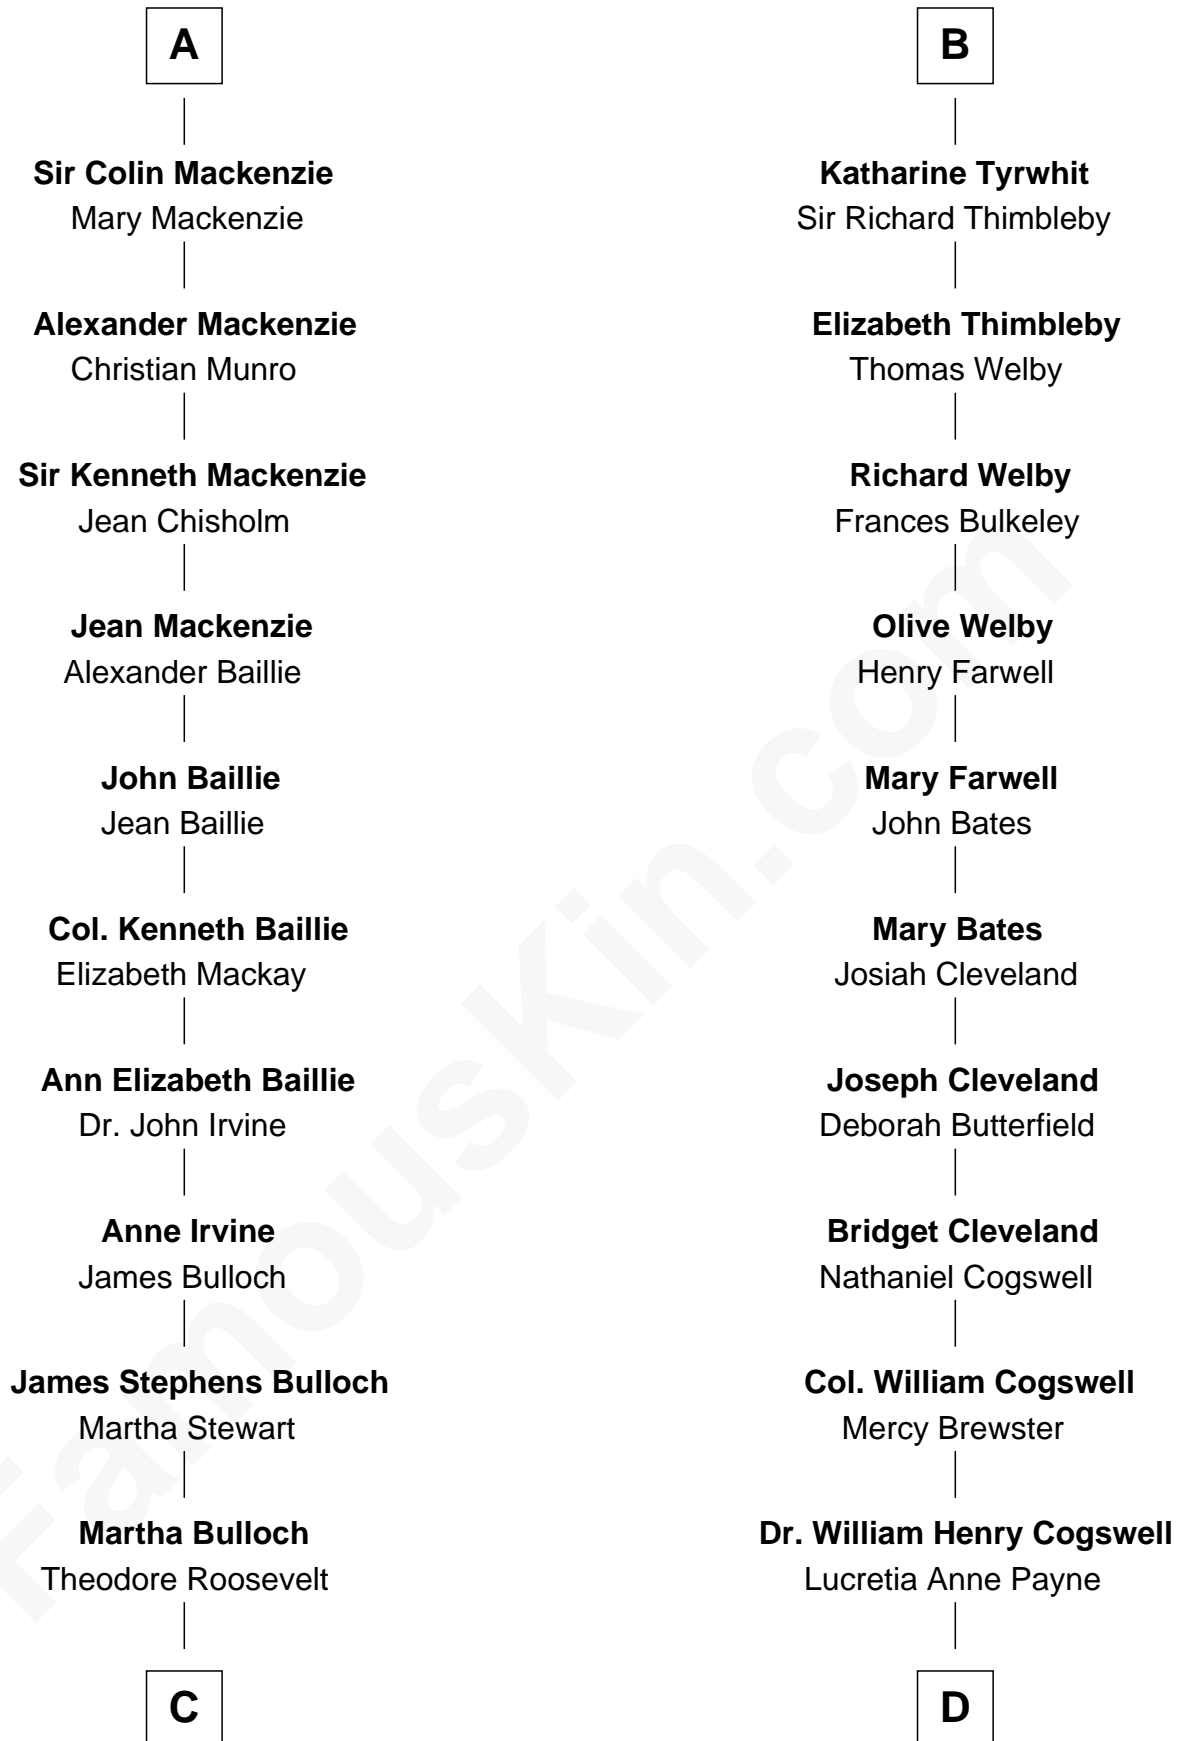 A
Sir Colin Mackenzie
Mary Mackenzie
Alexander Mackenzie
Christian Munro
Sir Kenneth Mackenzie
Jean Chisholm
Jean Mackenzie
Alexander Baillie
John Baillie
Jean Baillie
Col. Kenneth Baillie
Elizabeth Mackay
Ann Elizabeth Baillie
Dr. John Irvine
Anne Irvine
James Bulloch
James Stephens Bulloch
Martha Stewart
Martha Bulloch
Theodore Roosevelt
C
B
Katharine Tyrwhit
Sir Richard Thimbleby
Elizabeth Thimbleby
Thomas Welby
Richard Welby
Frances Bulkeley
Olive Welby
Henry Farwell
Mary Farwell
John Bates
Mary Bates
Josiah Cleveland
Joseph Cleveland
Deborah Butterfield
Bridget Cleveland
Nathaniel Cogswell
Col. William Cogswell
Mercy Brewster
Dr. William Henry Cogswell
Lucretia Anne Payne
D
FamousKin.com